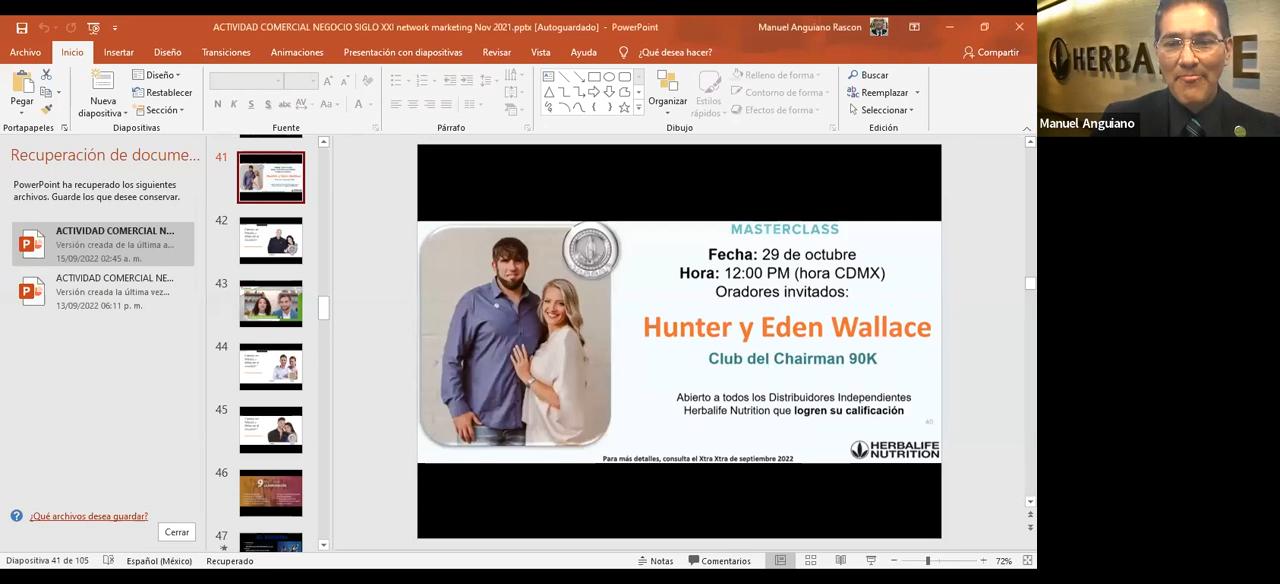 ACTIVIDAD COMERCIAL NEGOCIO SIGLO XXI network marketing Nov 2021.pptx [Autoguardado] - PowerPoint
Manuel Anguiano Rascon
Archivo Inicio Insertar Diseño Transiciones Animaciones Presentación con diapositivas Revisar Vista Ayuda ¿Qué desea hacer? Compartir
Pegar
Nueva diapositiva
Diseño
Restablecer
Sección
N K S S abc AV Aa A
Organizar
Estilos rápidos
Relleno de forma
Contorno de forma
Efectos de forma
Buscar
Reemplazar
Seleccionar
Portapapeles Diapositivas Fuente Párrafo Dibujo Edición
HERBALIFE
Manuel Anguiano
Recuperación de docume...
PowerPoint ha recuperado los siguientes
archivos. Guarde los que desee conservar.
ACTIVIDAD COMERCIAL N...
Versión creada de la última a...
15/09/2022 02:45 a. m.
ACTIVIDAD COMERCIAL NE...
Versión creada la última vez...
13/09/2022 06:11 p. m.
¿Qué archivos desea guardar?
Cerrar
41
42
43
44
45
46
47
MASTERCLASS
Fecha: 29 de octubre
Hora: 12:00 PM (hora CDMX)
Oradores invitados:
Hunter y Eden Wallace
Club del Chairman 90K
Abierto a todos los Distribuidores Independientes
Herbalife Nutrition que logren su calificación
40
HERBALIFE
NUTRITION
Para más detalles, consulta el Xtra Xtra de septiembre 2022
Diapositiva 41 de 105 Español (México) Recuperado Notas Comentarios 72%